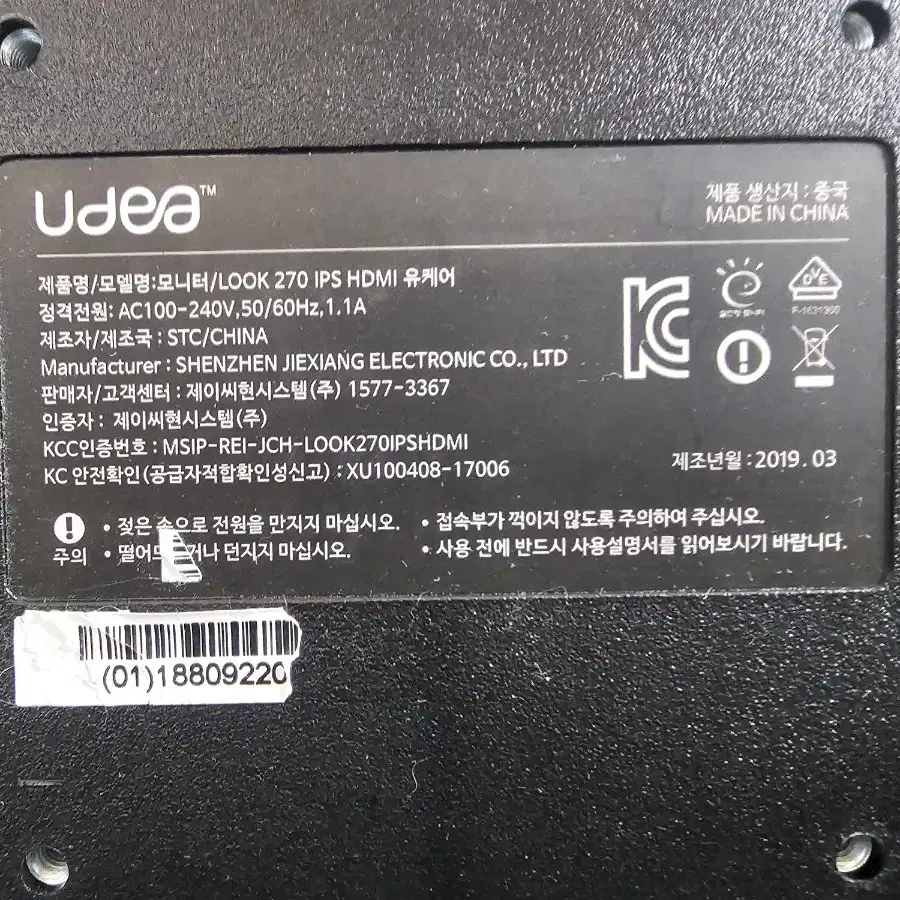 udea™
제품 생산지 : 중국
MADE IN CHINA
제품명/모델명:모니터/LOOK 270 IPS HDMI 유케어
정격전원: AC100-240V,50/60Hz,1.1A
제조자/제조국 : STC/CHINA
Manufacturer : SHENZHEN JIEXIANG ELECTRONIC CO., LTD
판매자/고객센터 : 제이씨현시스템(주) 1577-3367
인증자 : 제이씨현시스템(주)
KCC인증번호 : MSIP-REI-JCH-LOOK270IPSHDMI
KC 안전확인(공급자적합확인성신고) : XU100408-17006
제조년월 : 2019. 03
주의
• 젖은 손으로 전원을 만지지 마십시오.
• 거나 던지지 마십시오.
• 접속부가 꺽이지 않도록 주의하여 주십시오.
• 사용 전에 반드시 사용설명서를 읽어보시기 바랍니다.
(01)18809220